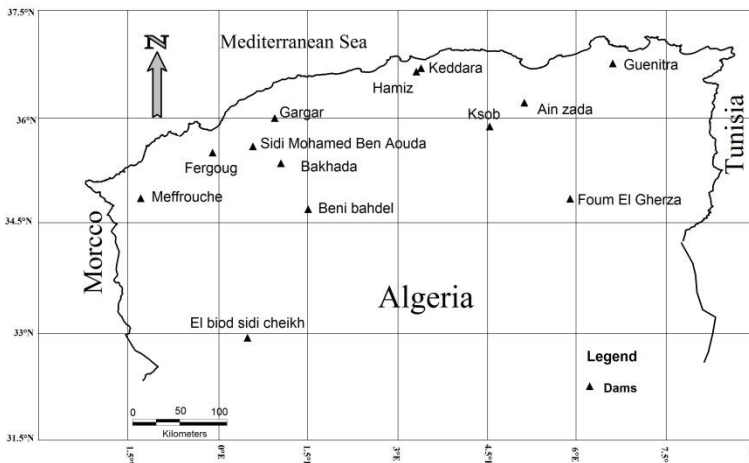 37.5°N
N
Mediterranean Sea
Keddara
Guenitra
Hamiz
36°N
Gargar
Ksob
Ain zada
Tunisia
Sidi Mohamed Ben Aouda
Fergoug
Bakhada
Meffrouche
Foum El Gherza
Beni bahdel
34.5°N
Morcco
Algeria
El biod sidi cheikh
33°N
Legend
Dams
0 50 100
Kilometers
31.5°N
1.5°
0°E
1.5°E
3°E
4.5°E
6°E
7.5°E